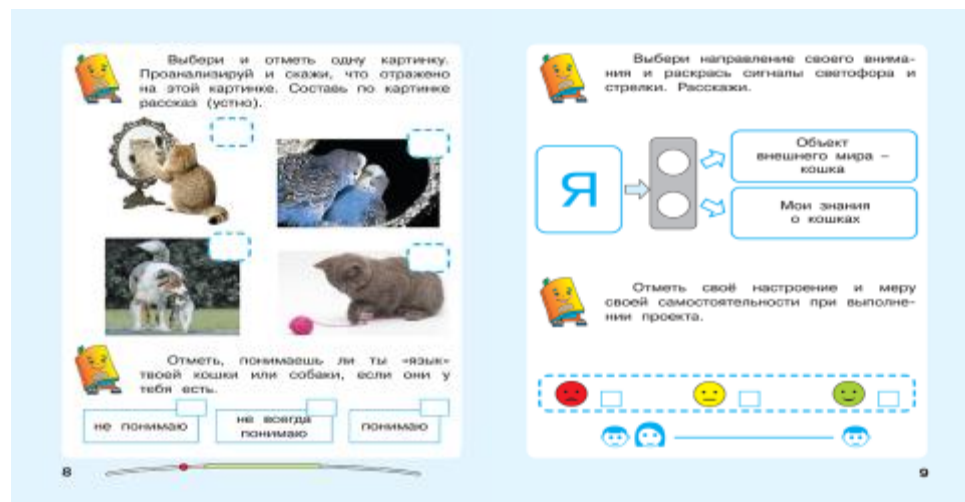 Выбери и отметь одну картинку.
Проанализируй и скажи, что отражено
на этой картинке. Составь по картинке
рассказ (устно).
Отметь, понимаешь ли ты «язык»
твоей кошки или собаки, если они у
тебя есть.
не понимаю
не всегда
понимаю
понимаю
8
Выбери направление своего внима-
ния и раскрась сигналы светофора и
стрелки. Расскажи.
Я
Объект
внешнего мира –
кошка
Мои знания
о кошках
Отметь своё настроение и меру
своей самостоятельности при выполне-
нии проекта.
9